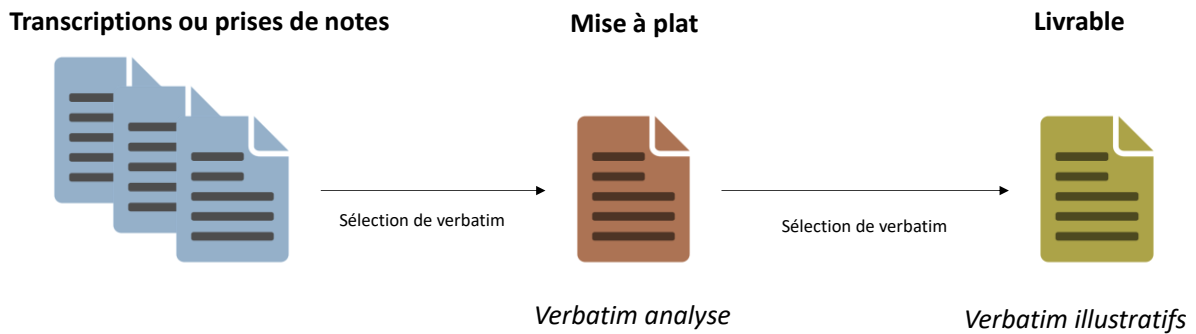 Transcriptions ou prises de notes
Mise à plat
Livrable
Sélection de verbatim
Sélection de verbatim
Verbatim analyse
Verbatim illustratifs